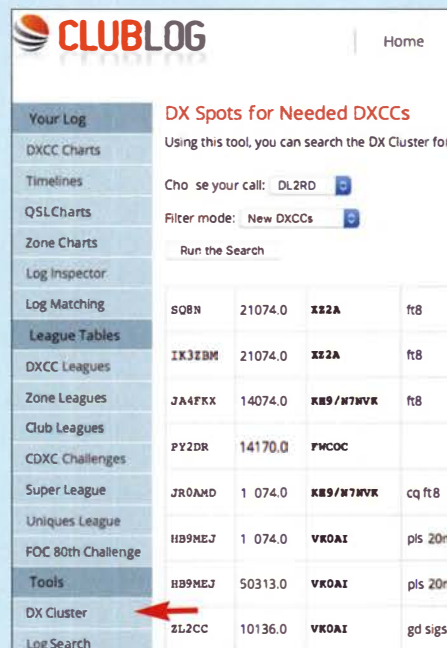 CLUBLOG
Home
Your Log
DXCC Charts
Timelines
QSLCharts
Zone Charts
Log Inspector
Log Matching
League Tables
DXCC Leagues
Zone Leagues
Club Leagues
CDXC Challenges
Super League
Uniques League
FOC 80th Challenge
Tools
DX Cluster
Log Search
DX Spots for Needed DXCCs
Using this tool, you can search the DX Cluster for
Cho se your call: DL2RD
Filter mode: New DXCCs
Run the Search
SQ8N 21074.0 XZ2A ft8
IK3ZBM 21074.0 XZ2A ft8
JA4FKX 14074.0 KH9/N7NVK ft8
PY2DR 14170.0 FWCOC
JR0AMD 1 074.0 KH9/N7NVK cq ft8
HB9MEJ 1 074.0 VK0AI pls 20m
HB9MEJ 50313.0 VK0AI pls 20m
ZL2CC 10136.0 VK0AI gd sigs